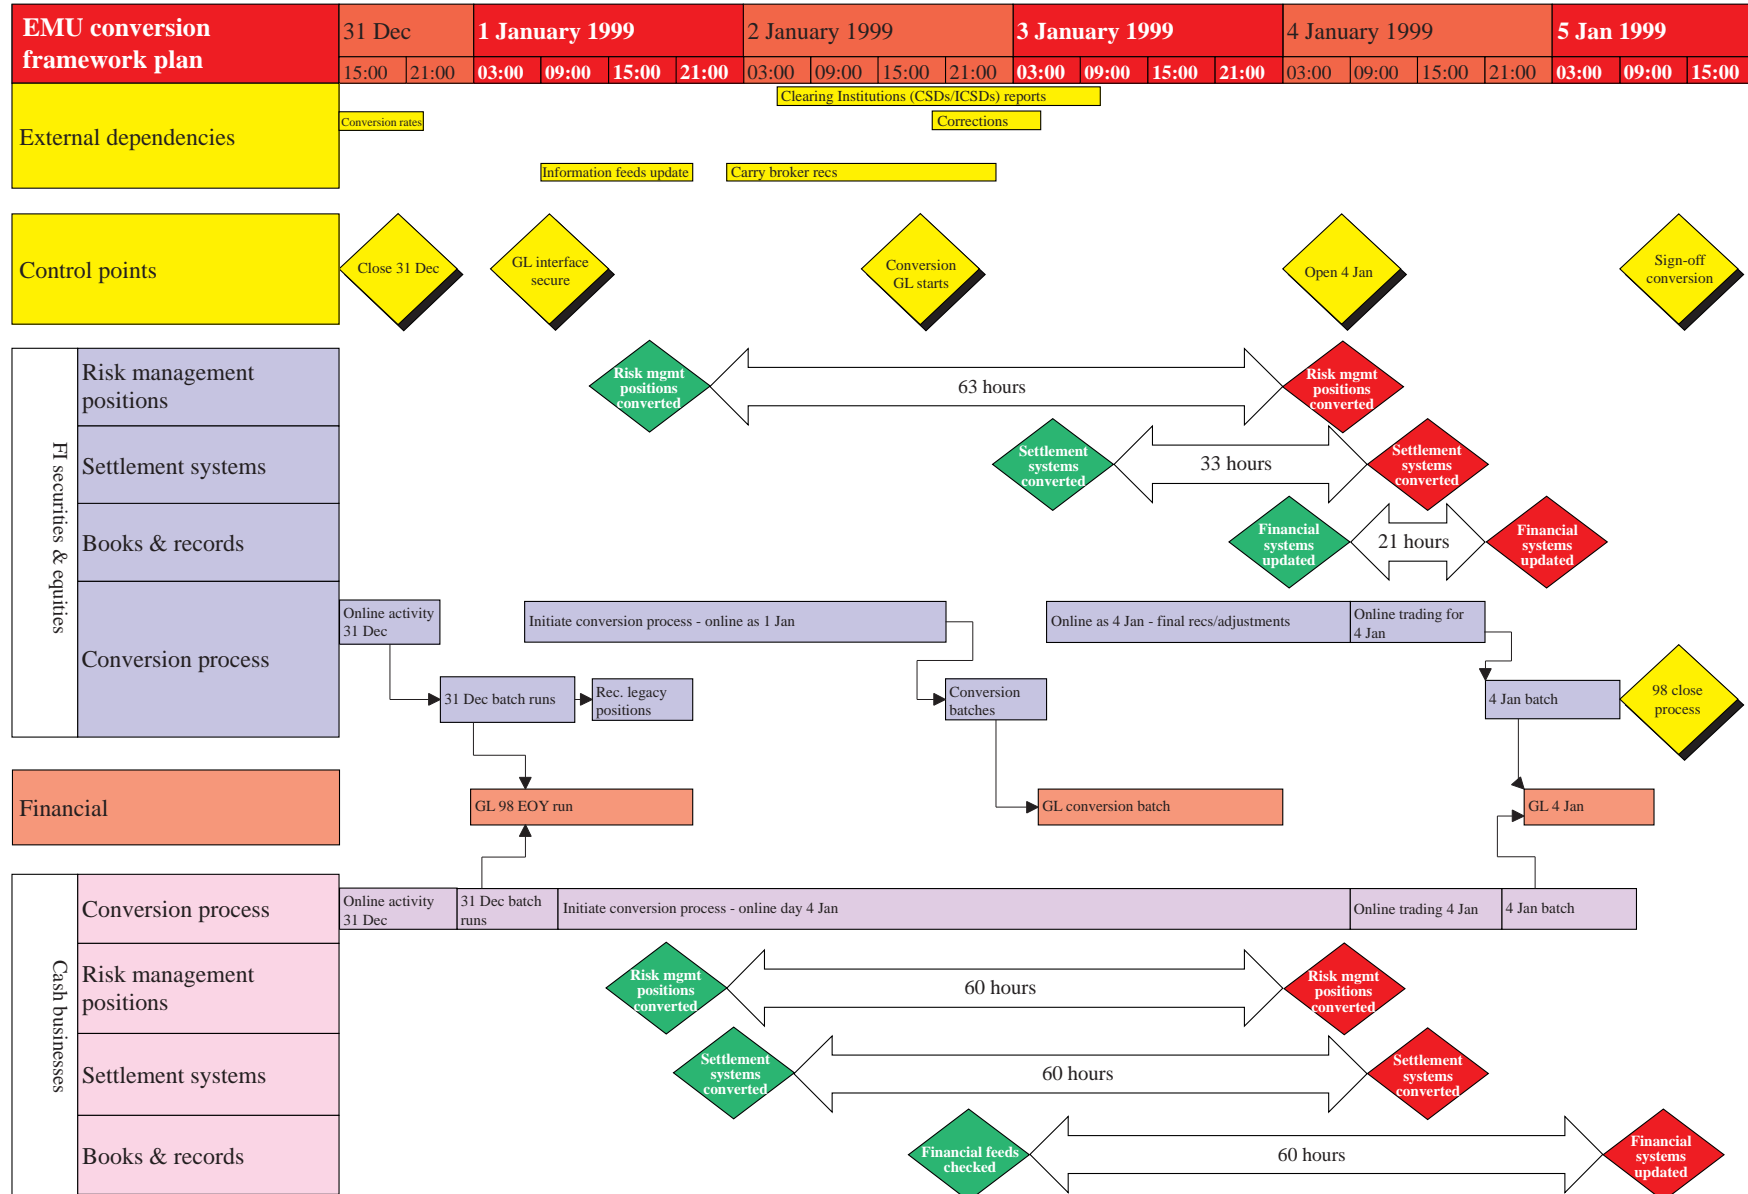 EMU conversion
framework plan
31 Dec
1 January 1999
2 January 1999
3 January 1999
4 January 1999
5 Jan 1999
15:00 21:00 03:00 09:00 15:00 21:00 03:00 09:00 15:00 21:00 03:00 09:00 15:00 21:00 03:00 09:00 15:00 21:00 03:00 09:00 15:00
External dependencies
Clearing Institutions (CSDs/ICSDs) reports
Conversion rates
Corrections
Information feeds update
Carry broker recs
Control points
Close 31 Dec
GL interface
secure
Conversion
GL starts
Open 4 Jan
Sign-off
conversion
FI securities & equities
Risk management
positions
Risk mgmt
positions
converted
63 hours
Risk mgmt
positions
converted
Settlement systems
Settlement
systems
converted
33 hours
Settlement
systems
converted
Books & records
Financial
systems
updated
21 hours
Financial
systems
updated
Conversion process
Online activity
31 Dec
Initiate conversion process - online as 1 Jan
Online as 4 Jan - final recs/adjustments
Online trading for
4 Jan
31 Dec batch runs
Rec. legacy
positions
Conversion
batches
4 Jan batch
98 close
process
Financial
GL 98 EOY run
GL conversion batch
GL 4 Jan
Cash businesses
Conversion process
Online activity
31 Dec
31 Dec batch
runs
Initiate conversion process - online day 4 Jan
Online trading 4 Jan
4 Jan batch
Risk management
positions
Risk mgmt
positions
converted
60 hours
Risk mgmt
positions
converted
Settlement systems
Settlement
systems
converted
60 hours
Settlement
systems
converted
Books & records
Financial feeds
checked
60 hours
Financial
systems
updated